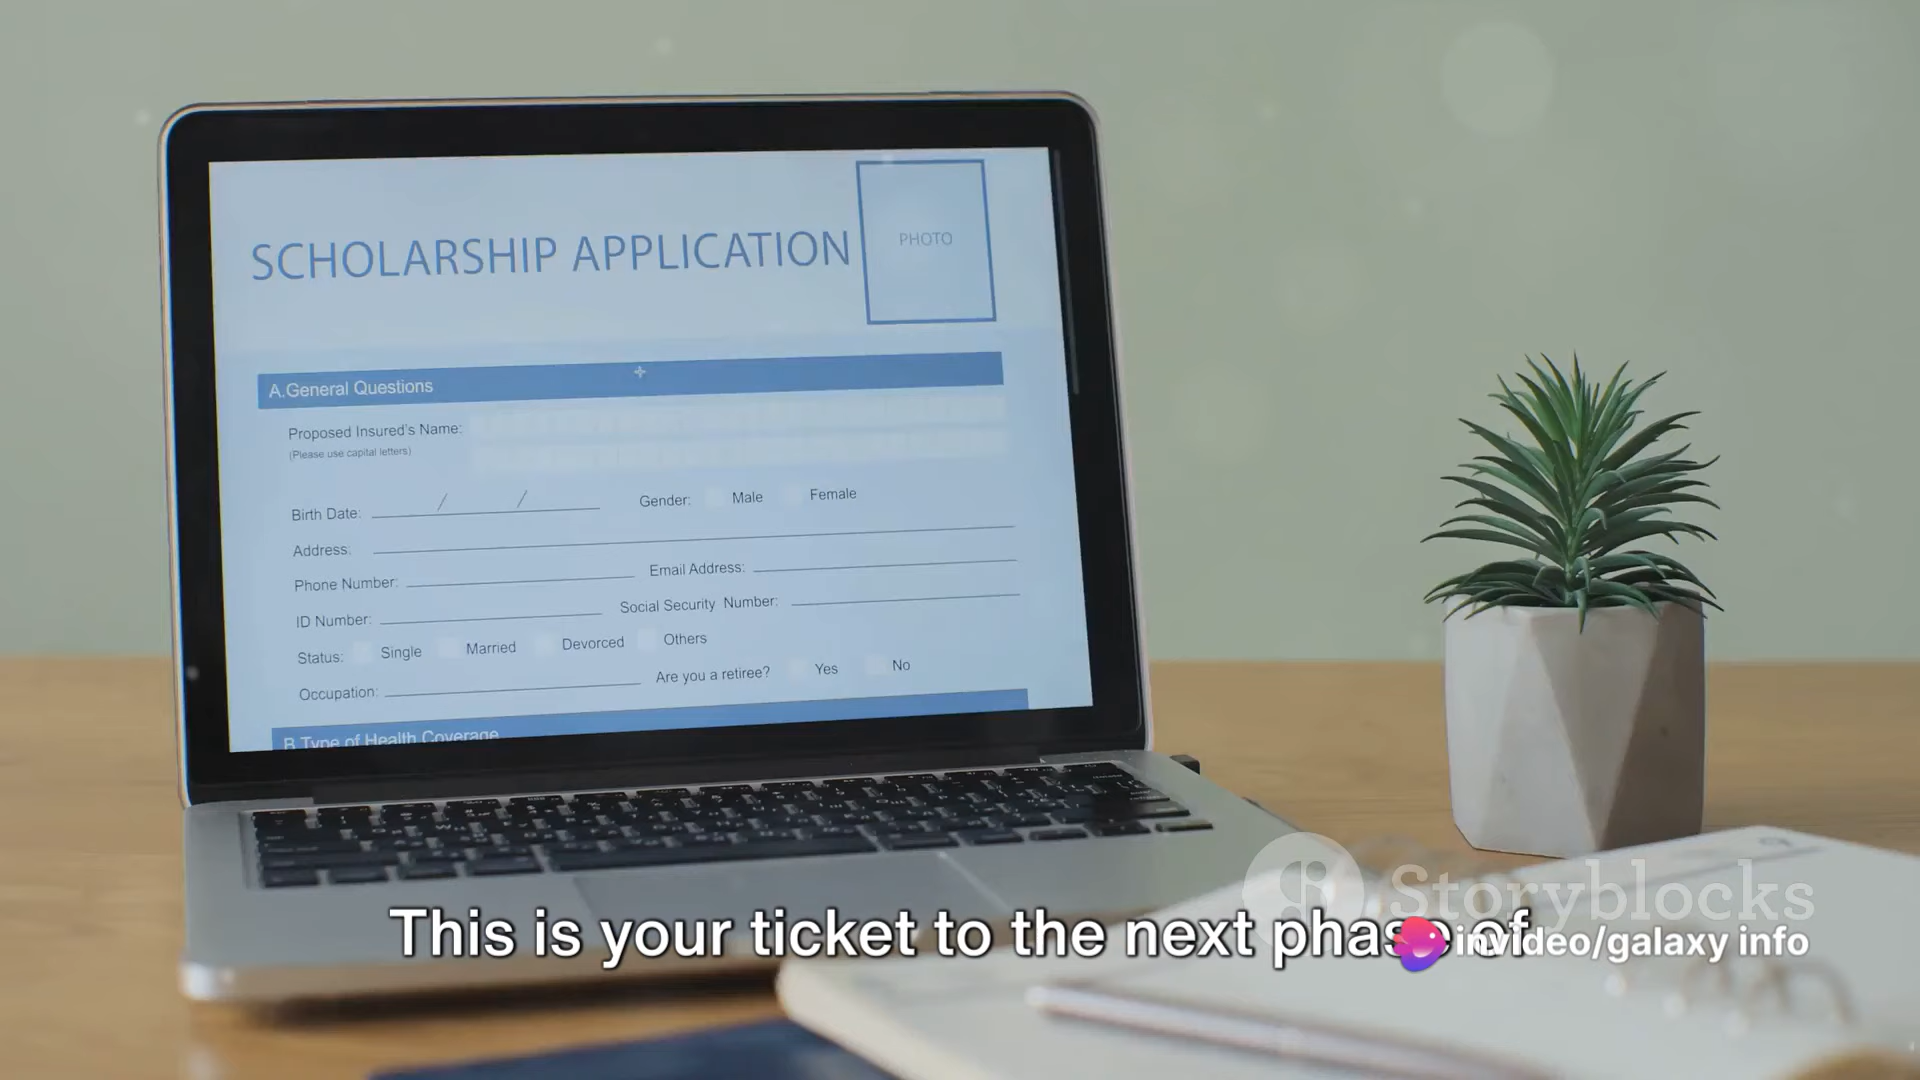 SCHOLARSHIP APPLICATION
PHOTO
A.General Questions
Proposed Insured's Name:
(Please use capital letters)
Birth Date: / / Gender: Male Female
Address:
Phone Number: Email Address:
ID Number: Social Security Number:
Status: Single Married Devorced Others
Occupation: Are you a retiree? Yes No
B.Type of Health Coverage
Storyblocks
This is your ticket to the next phase of
invideo/galaxy info